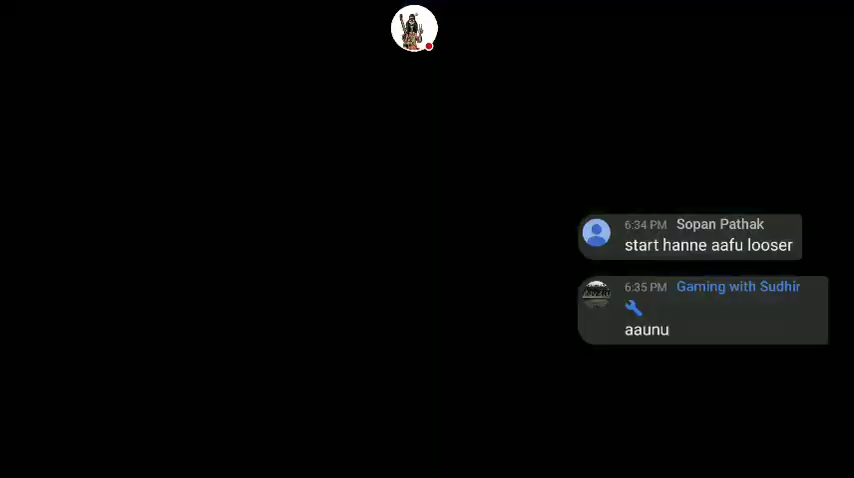 6:34 PM Sopan Pathak
start hanne aafu looser
6:35 PM Gaming with Sudhir
aaunu